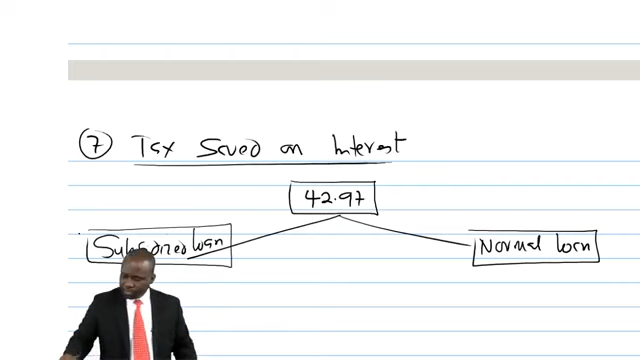 7 Tax Saved on Interest
42.97
Subsidized loan
Normal loan